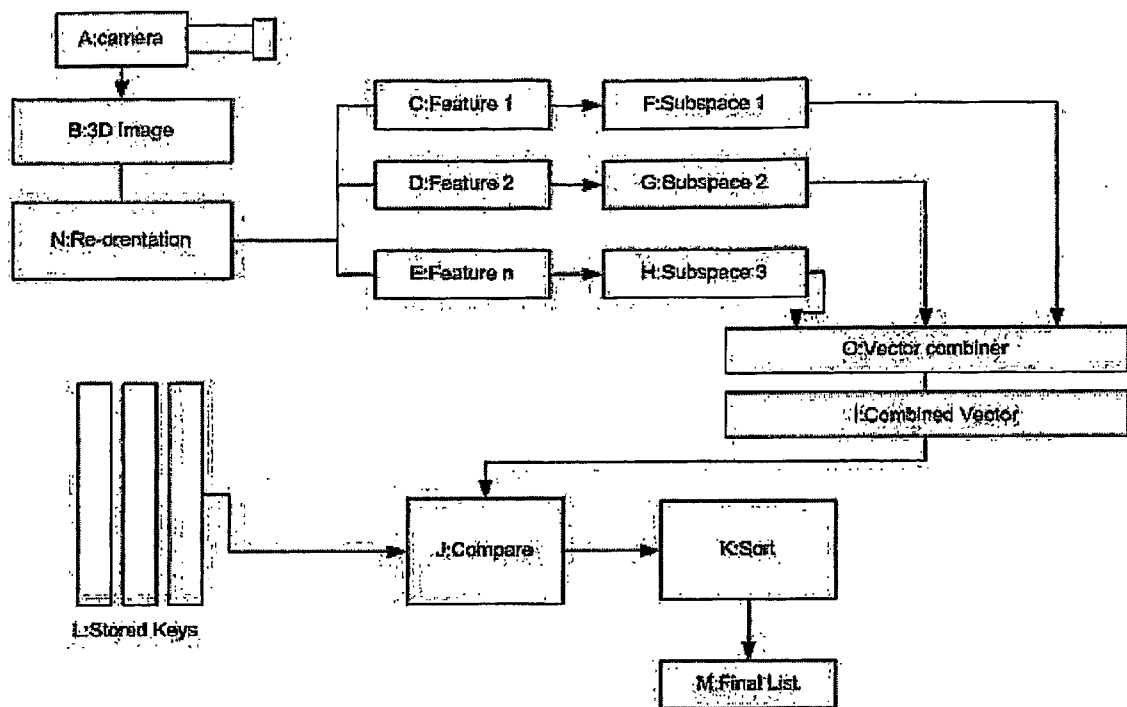 A:camera
B:3D Image
N:Re-orentation
C:Feature 1
F:Subspace 1
D:Feature 2
G:Subspace 2
E:Feature n
H:Subspace 3
O:Vector combiner
I:Combined Vector
L:Stored Keys
J:Compare
K:Sort
M:Final List